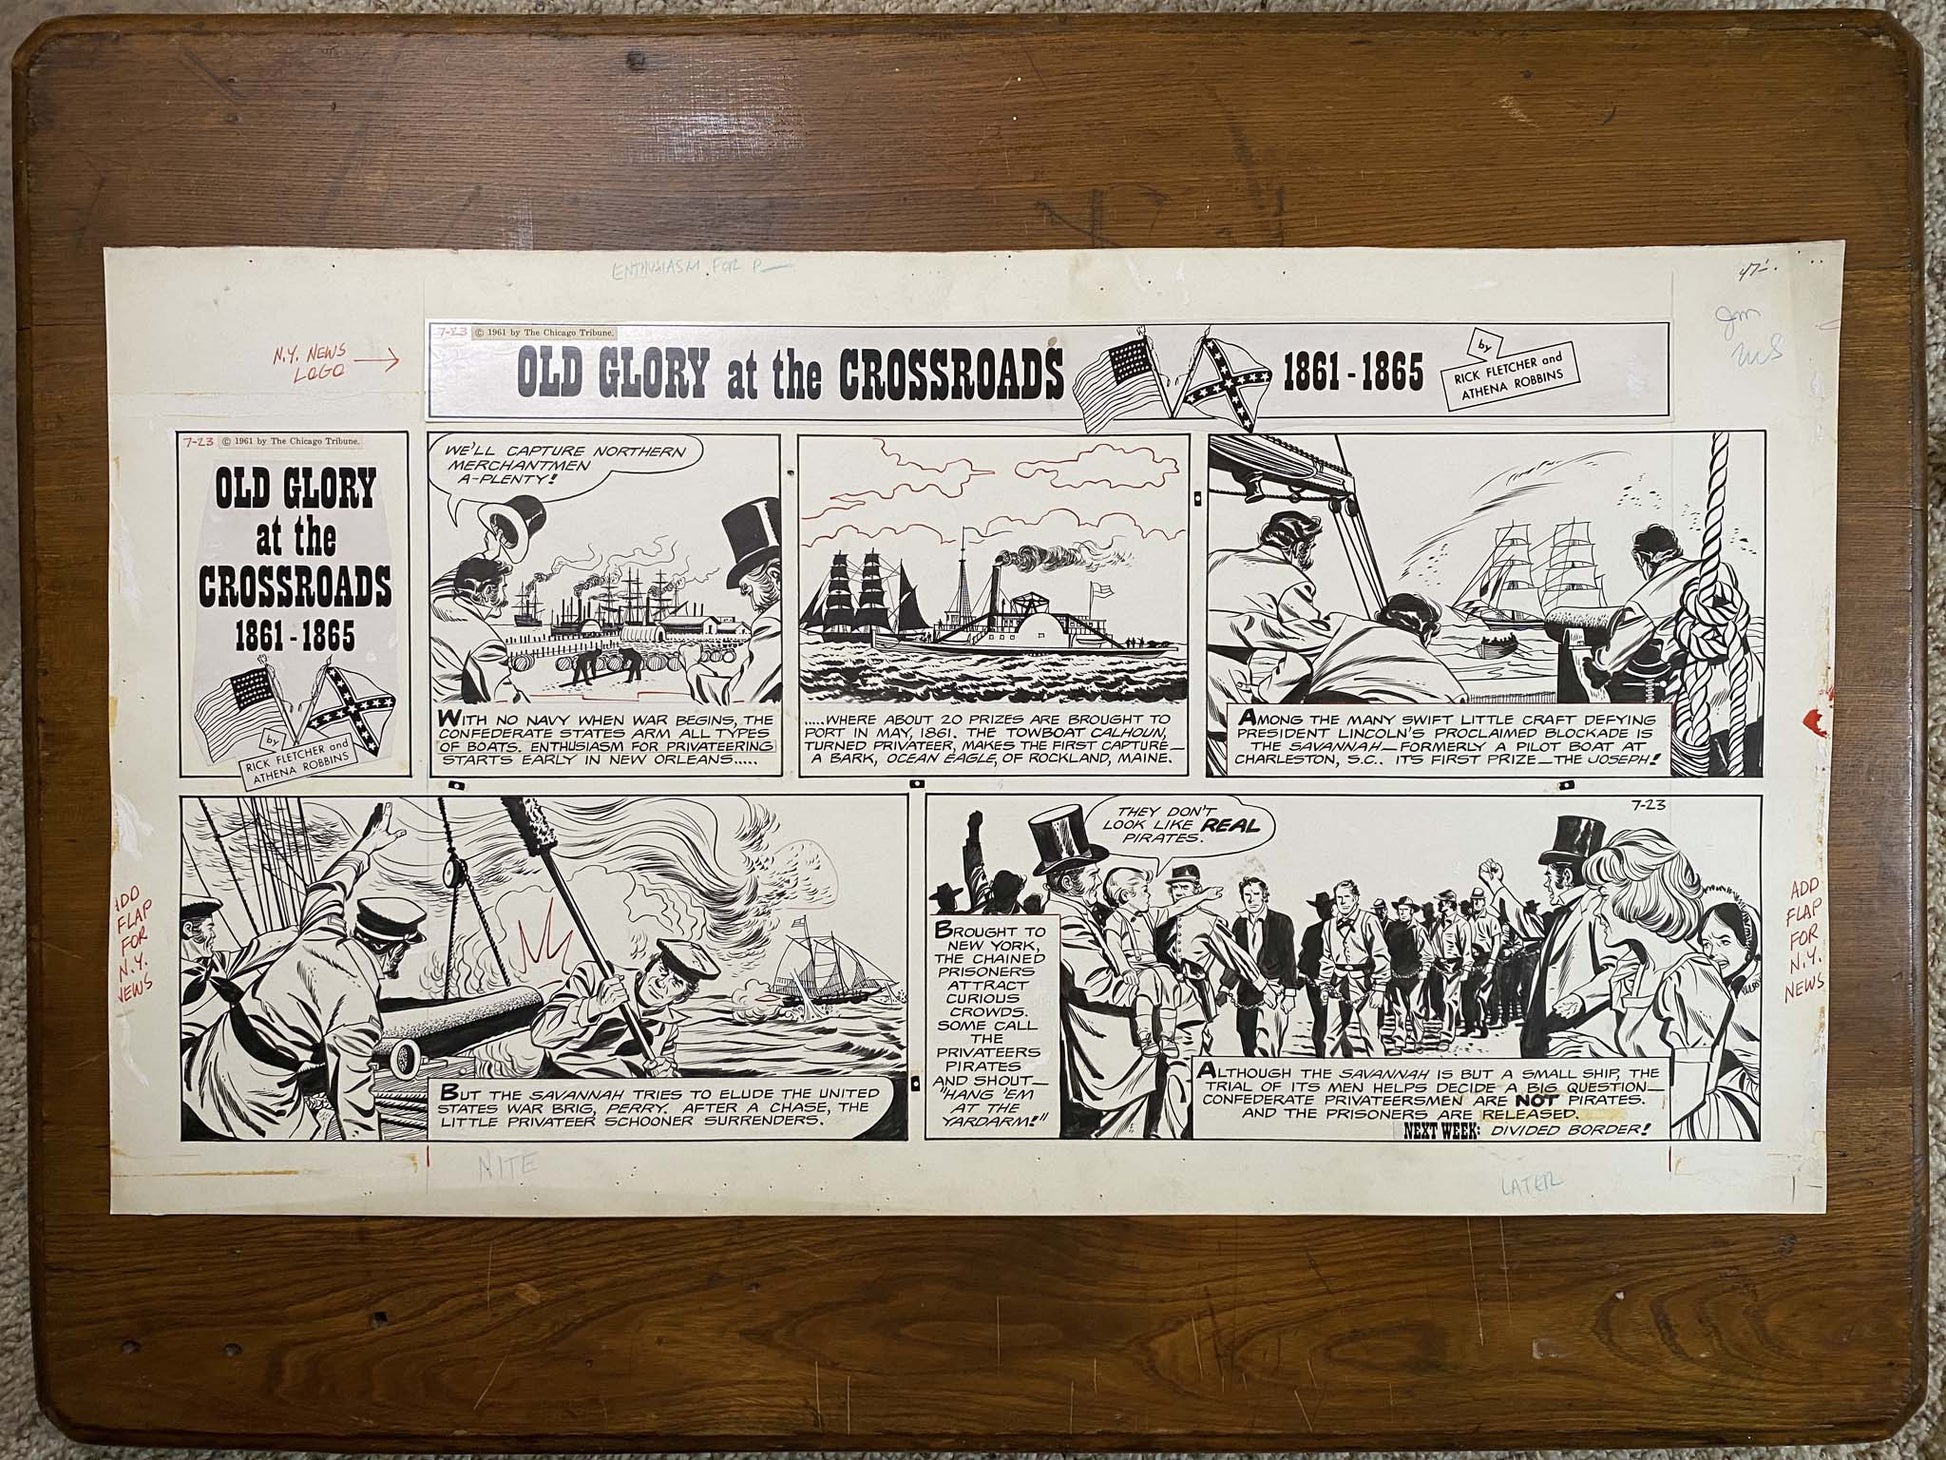 ENTHUSIASM FOR P
47
N.Y. NEWS
LOGO
7-23 © 1961 by The Chicago Tribune.
OLD GLORY at the CROSSROADS 1861-1865
by
RICK FLETCHER and
ATHENA ROBBINS
7-23 © 1961 by The Chicago Tribune.
OLD GLORY
at the
CROSSROADS
1861-1865
by
RICK FLETCHER and
ATHENA ROBBINS
WE'LL CAPTURE NORTHERN
MERCHANTMEN
A-PLENTY!
WITH NO NAVY WHEN WAR BEGINS, THE
CONFEDERATE STATES ARM ALL TYPES
OF BOATS. ENTHUSIASM FOR PRIVATEERING
STARTS EARLY IN NEW ORLEANS.....
.....WHERE ABOUT 20 PRIZES ARE BROUGHT TO
PORT IN MAY, 1861. THE TOWBOAT CALHOUN,
TURNED PRIVATEER, MAKES THE FIRST CAPTURE—
A BARK, OCEAN EAGLE, OF ROCKLAND, MAINE.
AMONG THE MANY SWIFT LITTLE CRAFT DEFYING
PRESIDENT LINCOLN'S PROCLAIMED BLOCKADE IS
THE SAVANNAH—FORMERLY A PILOT BOAT AT
CHARLESTON, S.C.. IT'S FIRST PRIZE—THE JOSEPH!
ADD
FLAP
FOR
N.Y.
NEWS
BUT THE SAVANNAH TRIES TO ELUDE THE UNITED
STATES WAR BRIG, PERRY. AFTER A CHASE, THE
LITTLE PRIVATEER SCHOONER SURRENDERS.
THEY DON'T
LOOK LIKE REAL
PIRATES.
7-23
BROUGHT TO
NEW YORK,
THE CHAINED
PRISONERS
ATTRACT
CURIOUS
CROWDS.
SOME CALL
THE
PRIVATEERS
PIRATES
AND SHOUT—
"HANG 'EM
AT THE
YARDARM!"
ALTHOUGH THE SAVANNAH IS BUT A SMALL SHIP, THE
TRIAL OF ITS MEN HELPS DECIDE A BIG QUESTION—
CONFEDERATE PRIVATEERSMEN ARE NOT PIRATES.
AND THE PRISONERS ARE RELEASED.
NEXT WEEK: DIVIDED BORDER!
ADD
FLAP
FOR
N.Y.
NEWS
NITE
LATER